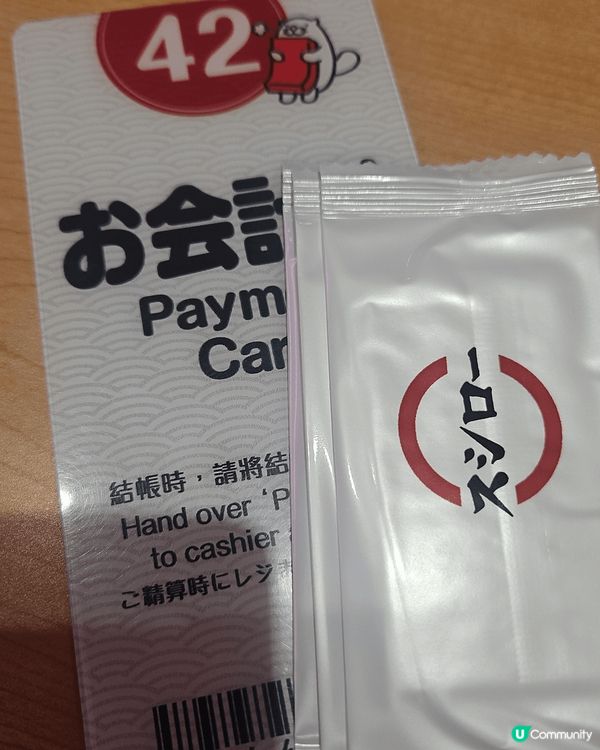 42
お会計
Paym
Car
結帳時，請將結
Hand over ‘P
to cashier
ご精算時にレジ
スシロー
U Community